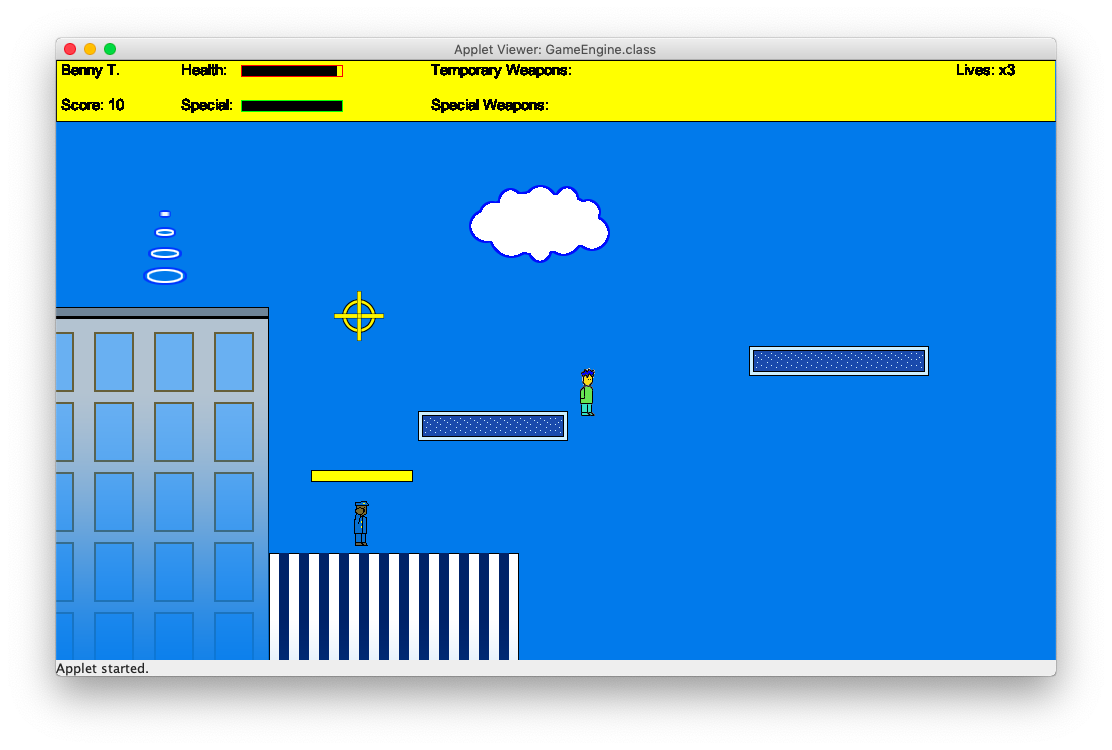 Applet Viewer: GameEngine.class
Benny T. Health: Temporary Weapons: Lives: x3
Score: 10 Special: Special Weapons:
Applet started.